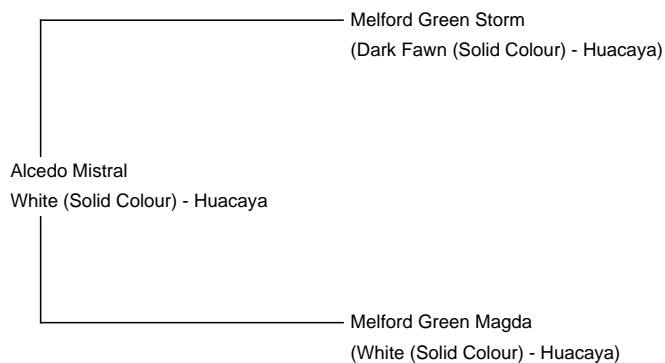 Melford Green Storm
(Dark Fawn (Solid Colour) - Huacaya)
Alcedo Mistral
White (Solid Colour) - Huacaya
Melford Green Magda
(White (Solid Colour) - Huacaya)